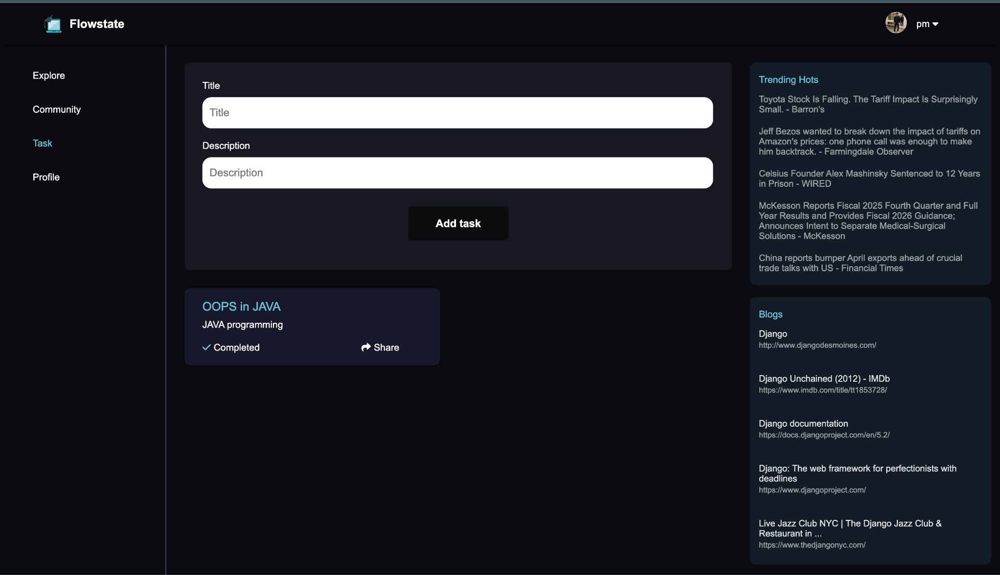 Flowstate
pm
Explore
Community
Task
Profile
Title
Title
Description
Description
Add task
OOPS in JAVA
JAVA programming
Completed
Share
Trending Hots
Toyota Stock Is Falling. The Tariff Impact Is Surprisingly
Small. - Barron's
Jeff Bezos wanted to break down the impact of tariffs on
Amazon's prices: one phone call was enough to make
him backtrack. - Farmingdale Observer
Celsius Founder Alex Mashinsky Sentenced to 12 Years
in Prison - WIRED
McKesson Reports Fiscal 2025 Fourth Quarter and Full
Year Results and Provides Fiscal 2026 Guidance;
Announces Intent to Separate Medical-Surgical
Solutions - McKesson
China reports bumper April exports ahead of crucial
trade talks with US - Financial Times
Blogs
Django
http://www.djangodesmoines.com/
Django Unchained (2012) - IMDb
https://www.imdb.com/title/tt1853728/
Django documentation
https://docs.djangoproject.com/en/5.2/
Django: The web framework for perfectionists with
deadlines
https://www.djangoproject.com/
Live Jazz Club NYC | The Django Jazz Club &
Restaurant in ...
https://www.thedjangonyc.com/